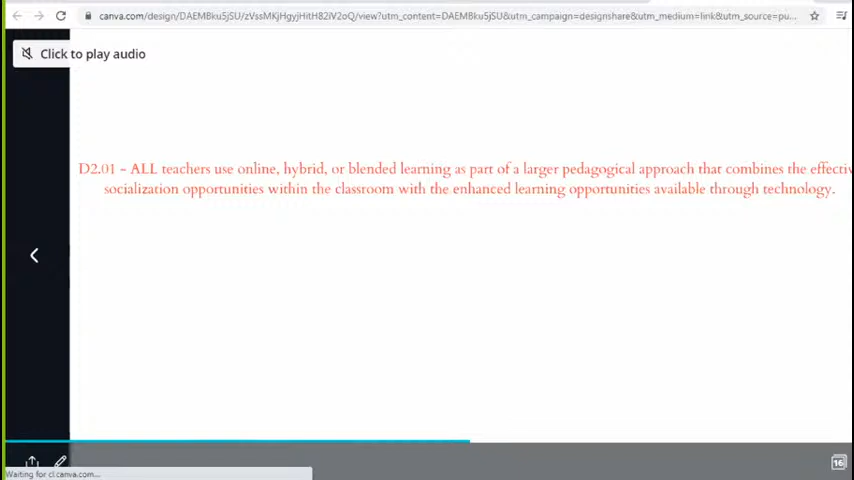 canva.com/design/DAEMBku5jSU/zVssMKjHgyjHitH82iV2oQ/view?utm_content=DAEMBku5jSU&utm_campaign=designshare&utm_medium=link&utm_source=pu...
Click to play audio
D2.01 - ALL teachers use online, hybrid, or blended learning as part of a larger pedagogical approach that combines the effectiv
socialization opportunities within the classroom with the enhanced learning opportunities available through technology.
16
Waiting for cl.canva.com...